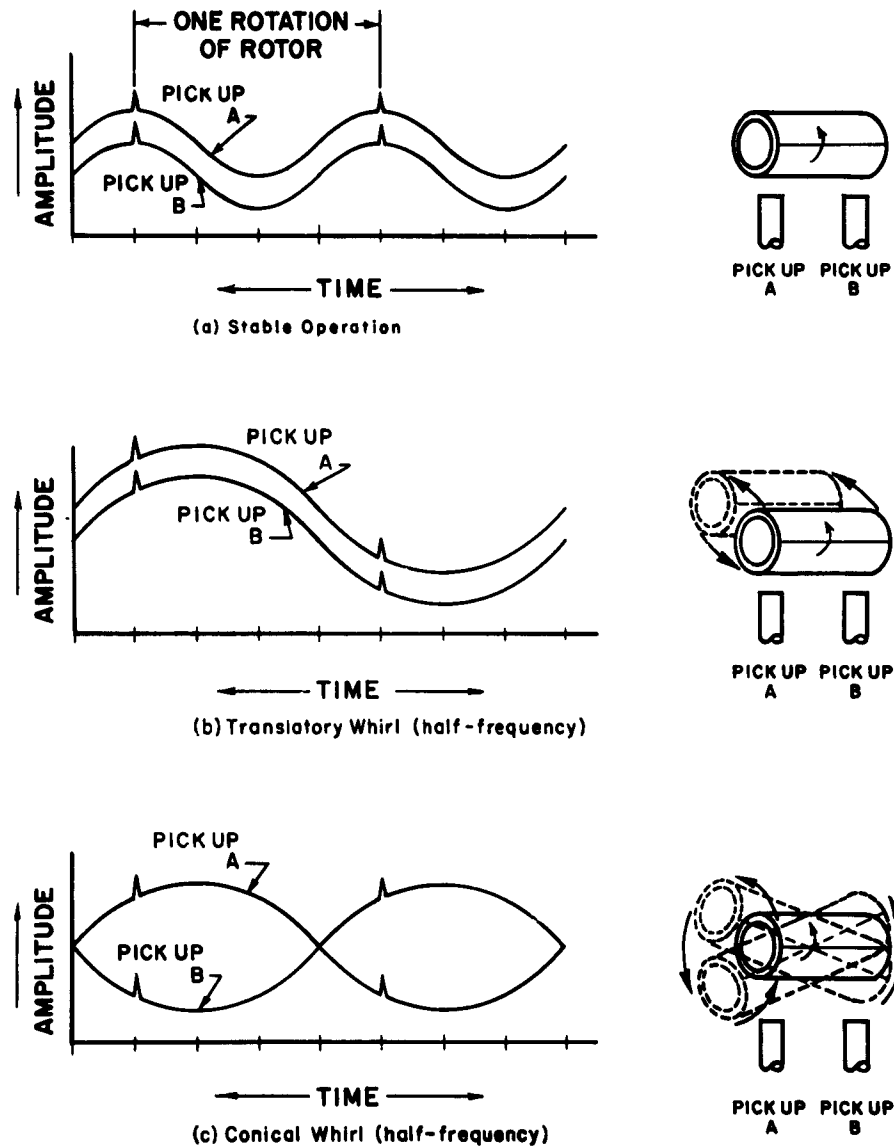 ONE ROTATION
OF ROTOR
AMPLITUDE
PICK UP
A
PICK UP
B
TIME
(a) Stable Operation
PICK UP
A
PICK UP
B
AMPLITUDE
PICK UP
A
PICK UP
B
TIME
(b) Translatory Whirl (half-frequency)
PICK UP
A
PICK UP
B
AMPLITUDE
PICK UP
A
PICK UP
B
TIME
(c) Conical Whirl (half-frequency)
PICK UP
A
PICK UP
B